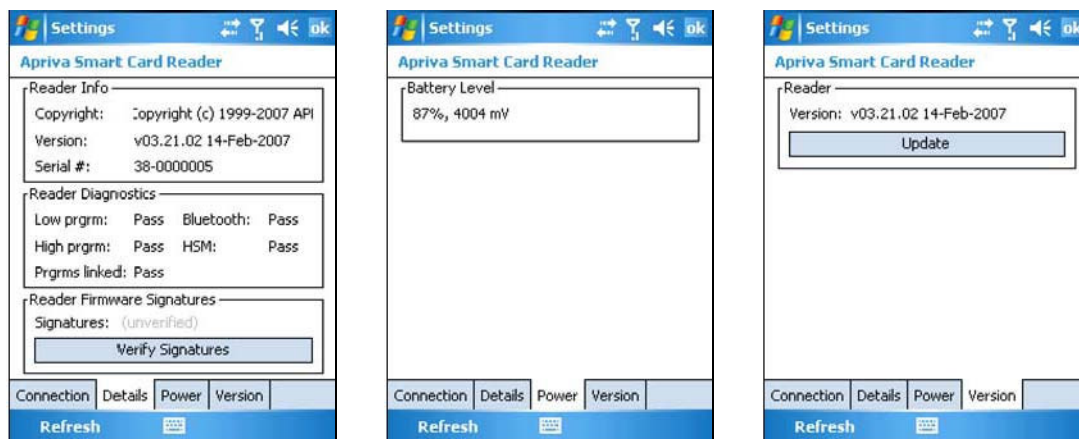 Settings ok
Apriva Smart Card Reader
Reader Info
Copyright: Copyright (c) 1999-2007 API
Version: v03.21.02 14-Feb-2007
Serial #: 38-0000005
Reader Diagnostics
Low prgrm: Pass Bluetooth: Pass
High prgrm: Pass HSM: Pass
Prgrms linked: Pass
Reader Firmware Signatures
Signatures: (unverified)
Verify Signatures
Connection Details Power Version
Refresh
Settings ok
Apriva Smart Card Reader
Battery Level
87%, 4004 mV
Connection Details Power Version
Refresh
Settings ok
Apriva Smart Card Reader
Reader
Version: v03.21.02 14-Feb-2007
Update
Connection Details Power Version
Refresh